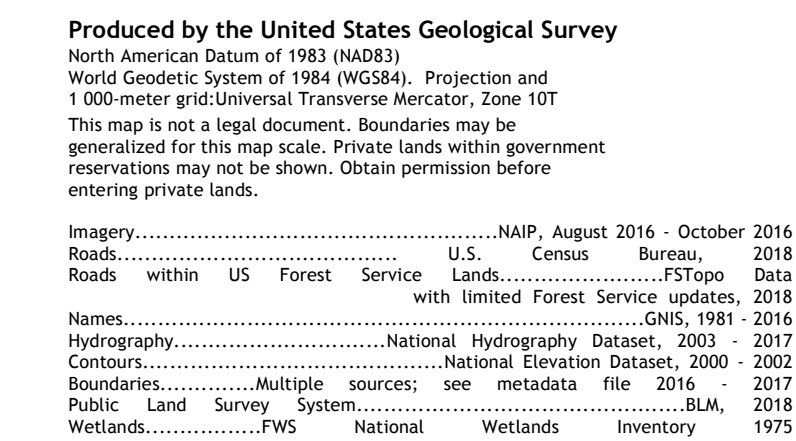 Produced by the United States Geological Survey
North American Datum of 1983 (NAD83)
World Geodetic System of 1984 (WGS84). Projection and
1 000-meter grid:Universal Transverse Mercator, Zone 10T
This map is not a legal document. Boundaries may be
generalized for this map scale. Private lands within government
reservations may not be shown. Obtain permission before
entering private lands.
Imagery.....................................................NAIP, August 2016 - October 2016
Roads......................................... U.S. Census Bureau, 2018
Roads within US Forest Service Lands........................FSTopo Data
with limited Forest Service updates, 2018
Names............................................................................GNIS, 1981 - 2016
Hydrography...............................National Hydrography Dataset, 2003 - 2017
Contours............................................National Elevation Dataset, 2000 - 2002
Boundaries..............Multiple sources; see metadata file 2016 - 2017
Public Land Survey System................................................BLM, 2018
Wetlands.................FWS National Wetlands Inventory 1975